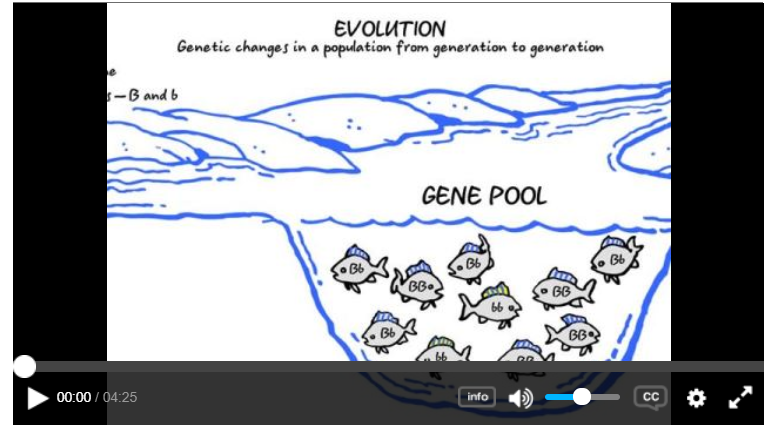 EVOLUTION
Genetic changes in a population from generation to generation
e
s – B and b
GENE POOL
Bb
Bb
Bb
BB
bb
BB
Bb
BB
bb
BB
00:00 / 04:25
info
CC